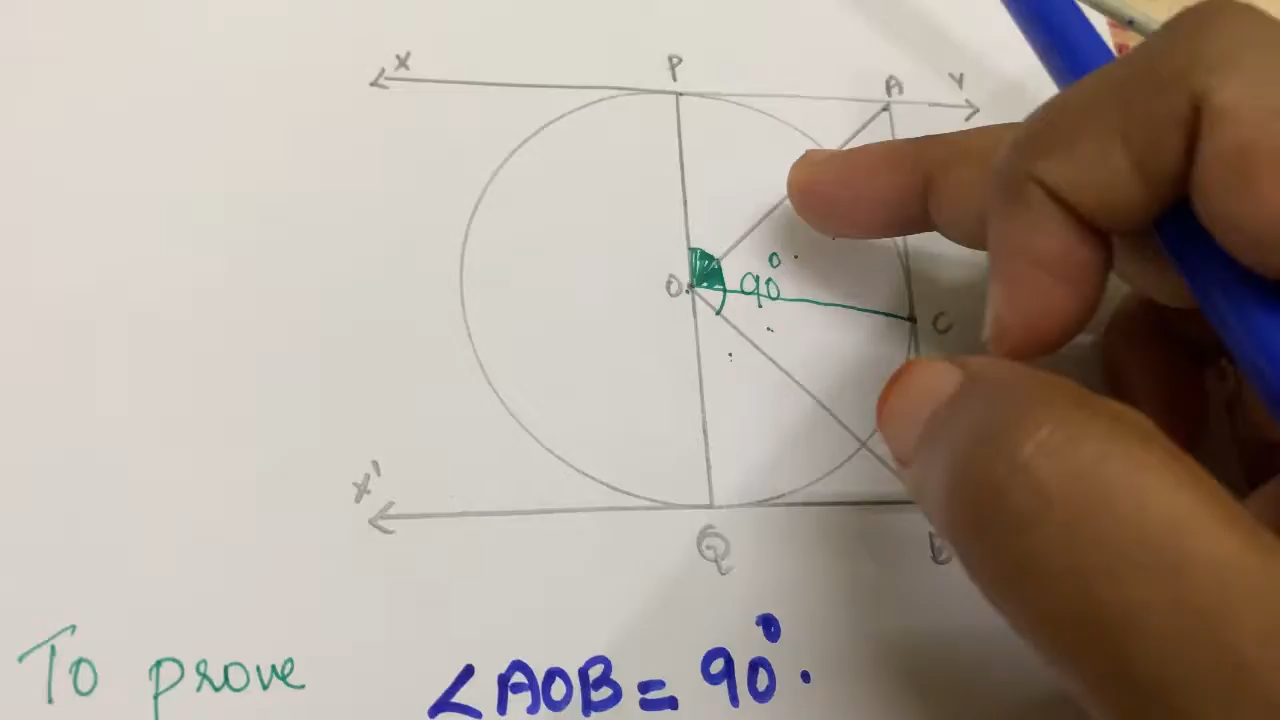 X P A Y
O. 90°
C
X'
Q
To prove ∠AOB = 90°.